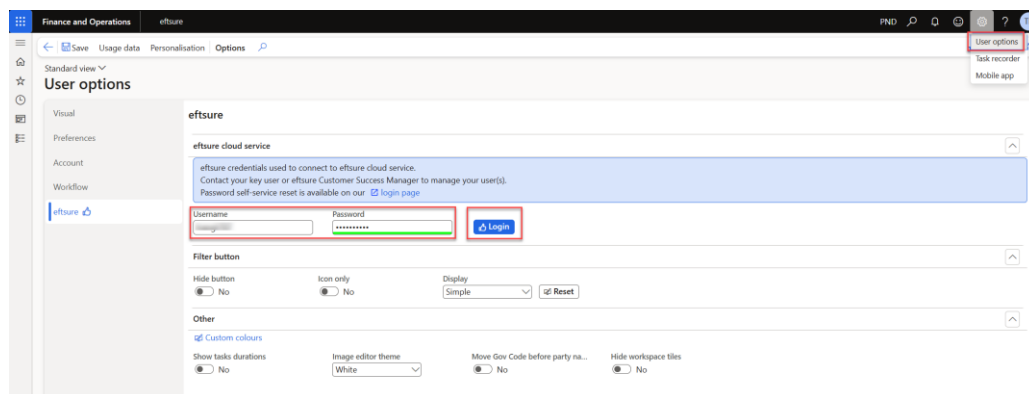 Finance and Operations eftsure PND ?
Save Usage data Personalisation Options
User options
Task recorder
Mobile app
Standard view
User options
Visual
Preferences
Account
Workflow
eftsure
eftsure
eftsure cloud service
eftsure credentials used to connect to eftsure cloud service.
Contact your key user or eftsure Customer Success Manager to manage your user(s).
Password self-service reset is available on our login page
Username Password
•••••••••• Login
Filter button
Hide button Icon only Display
No No Simple Reset
Other
Custom colours
Show tasks durations Image editor theme Move Gov Code before party na... Hide workspace tiles
No White No No